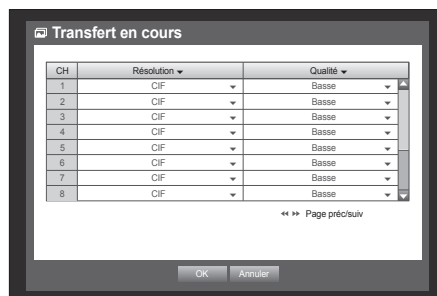 Transfert en cours
CH Résolution Qualité
1 CIF Basse
2 CIF Basse
3 CIF Basse
4 CIF Basse
5 CIF Basse
6 CIF Basse
7 CIF Basse
8 CIF Basse
Page préc/suiv
OK Annuler